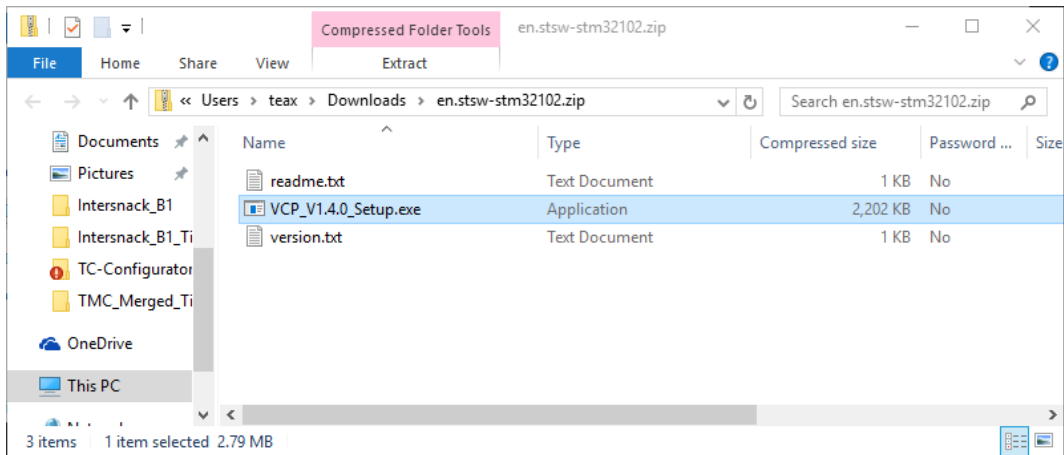 Compressed Folder Tools en.stsw-stm32102.zip
File Home Share View Extract
« Users › teax › Downloads › en.stsw-stm32102.zip Search en.stsw-stm32102.zip
Documents
Pictures
Intersnack_B1
Intersnack_B1_Ti
TC-Configurator
TMC_Merged_Ti
OneDrive
This PC
Name Type Compressed size Password ... Size
readme.txt Text Document 1 KB No
VCP_V1.4.0_Setup.exe Application 2,202 KB No
version.txt Text Document 1 KB No
3 items 1 item selected 2.79 MB